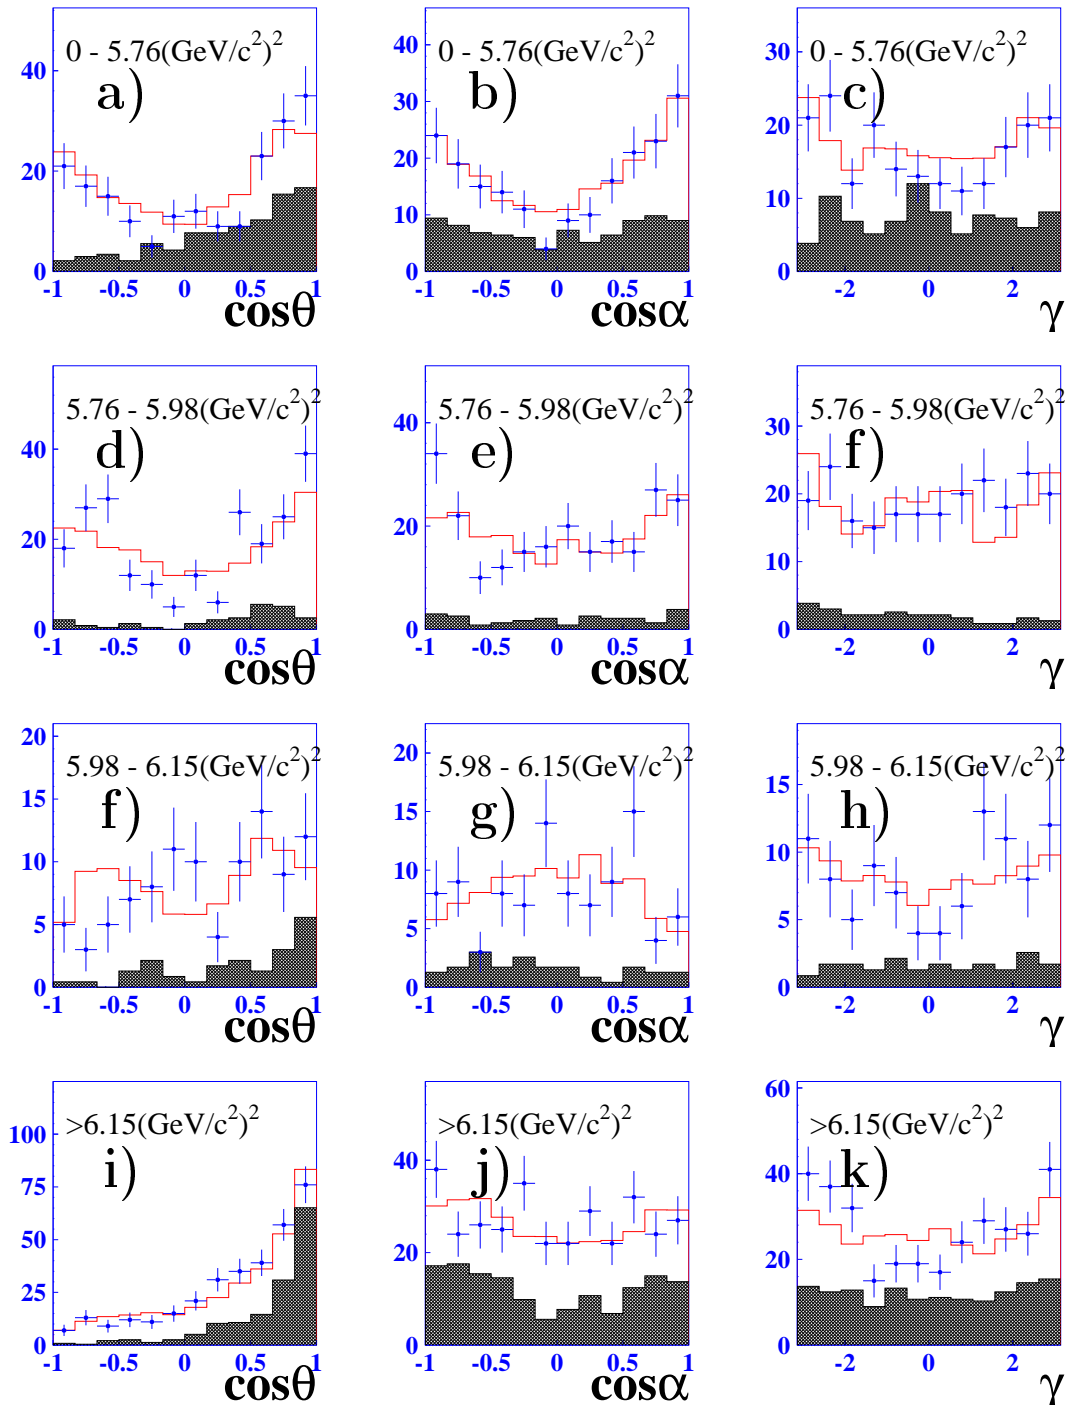 0 - 5.76(GeV/c²)²
a)
40
20
0
-1 -0.5 0 0.5 1
cosθ
0 - 5.76(GeV/c²)²
b)
40
30
20
10
0
-1 -0.5 0 0.5 1
cosα
0 - 5.76(GeV/c²)²
c)
30
20
10
0
-2 0 2
γ
5.76 - 5.98(GeV/c²)²
d)
40
20
0
-1 -0.5 0 0.5 1
cosθ
5.76 - 5.98(GeV/c²)²
e)
40
20
0
-1 -0.5 0 0.5 1
cosα
5.76 - 5.98(GeV/c²)²
f)
30
20
10
0
-2 0 2
γ
5.98 - 6.15(GeV/c²)²
f)
20
15
10
5
0
-1 -0.5 0 0.5 1
cosθ
5.98 - 6.15(GeV/c²)²
g)
20
15
10
5
0
-1 -0.5 0 0.5 1
cosα
5.98 - 6.15(GeV/c²)²
h)
15
10
5
0
-2 0 2
γ
>6.15(GeV/c²)²
i)
100
75
50
25
0
-1 -0.5 0 0.5 1
cosθ
>6.15(GeV/c²)²
j)
40
20
0
-1 -0.5 0 0.5 1
cosα
>6.15(GeV/c²)²
k)
60
40
20
0
-2 0 2
γ